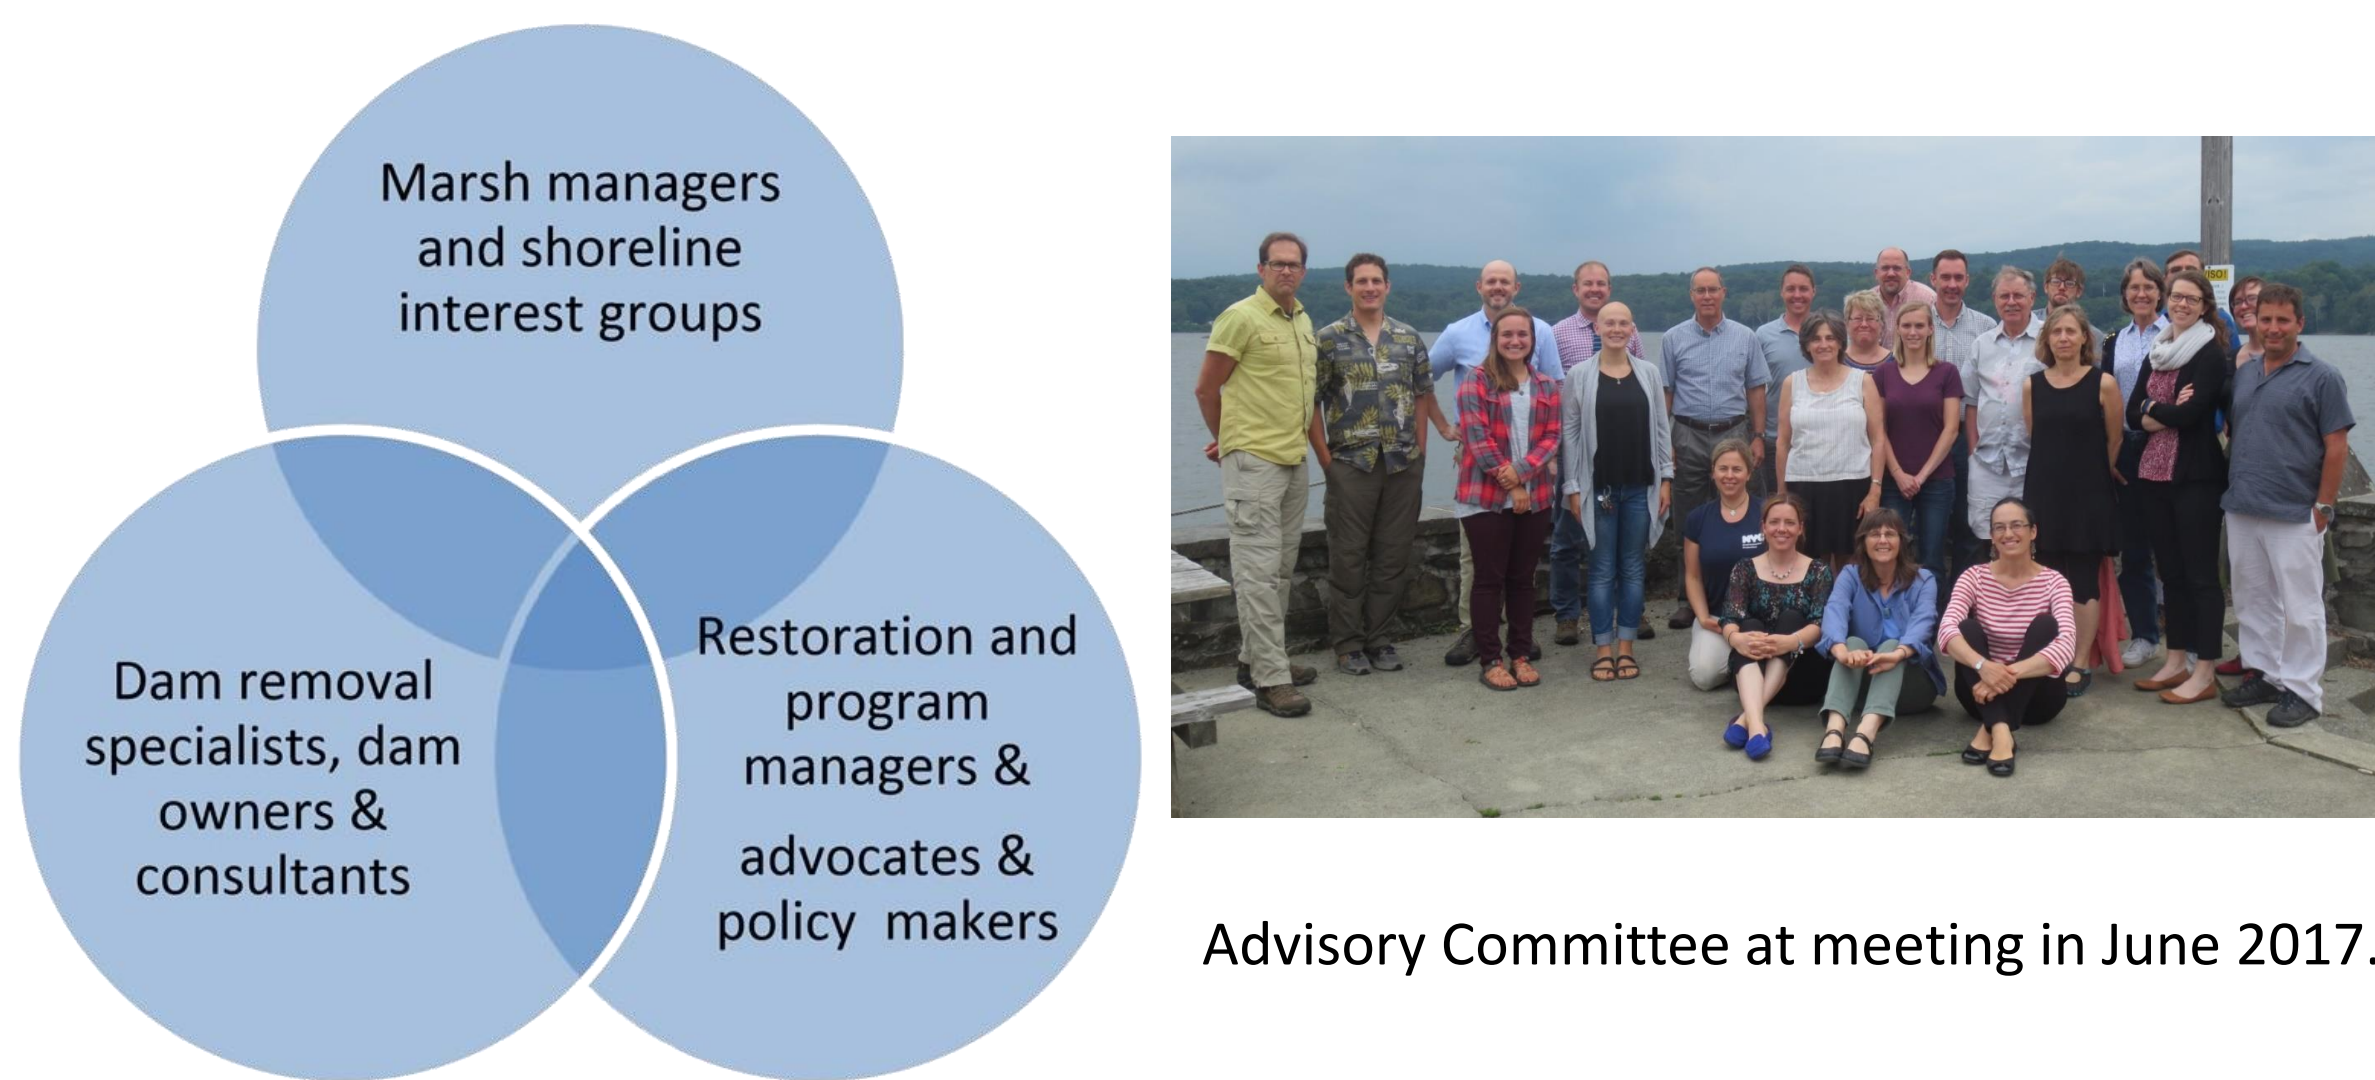 Marsh managers
and shoreline
interest groups
Dam removal
specialists, dam
owners &
consultants
Restoration and
program
managers &
advocates &
policy makers
NYC
Advisory Committee at meeting in June 2017.